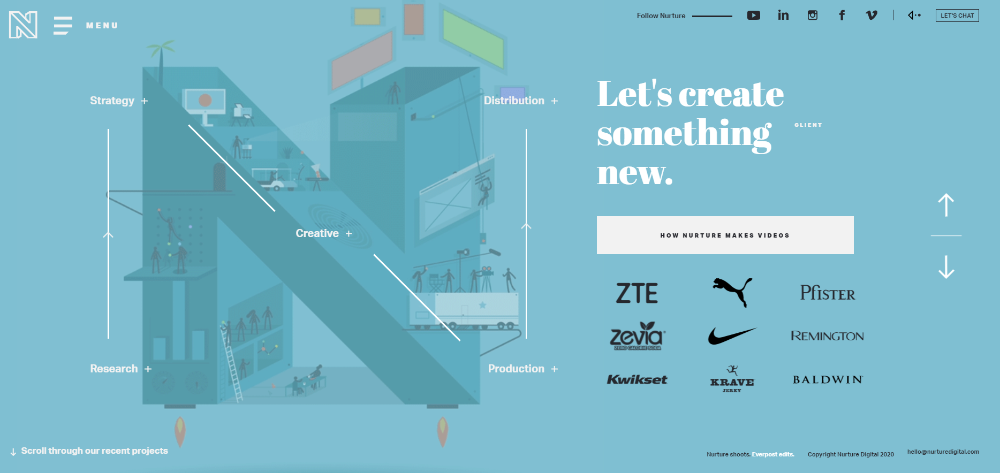 MENU
Follow Nurture
LET'S CHAT
Strategy +
Distribution +
Let's create
something
new.
CLIENT
Creative +
HOW NURTURE MAKES VIDEOS
ZTE
Pfister
zevia
ZERO CALORIE SODA
REMINGTON
Research +
Production +
Kwikset
KRAVE
JERKY
BALDWIN
Scroll through our recent projects
Nurture shoots. Everpost edits.
Copyright Nurture Digital 2020
hello@nurturedigital.com